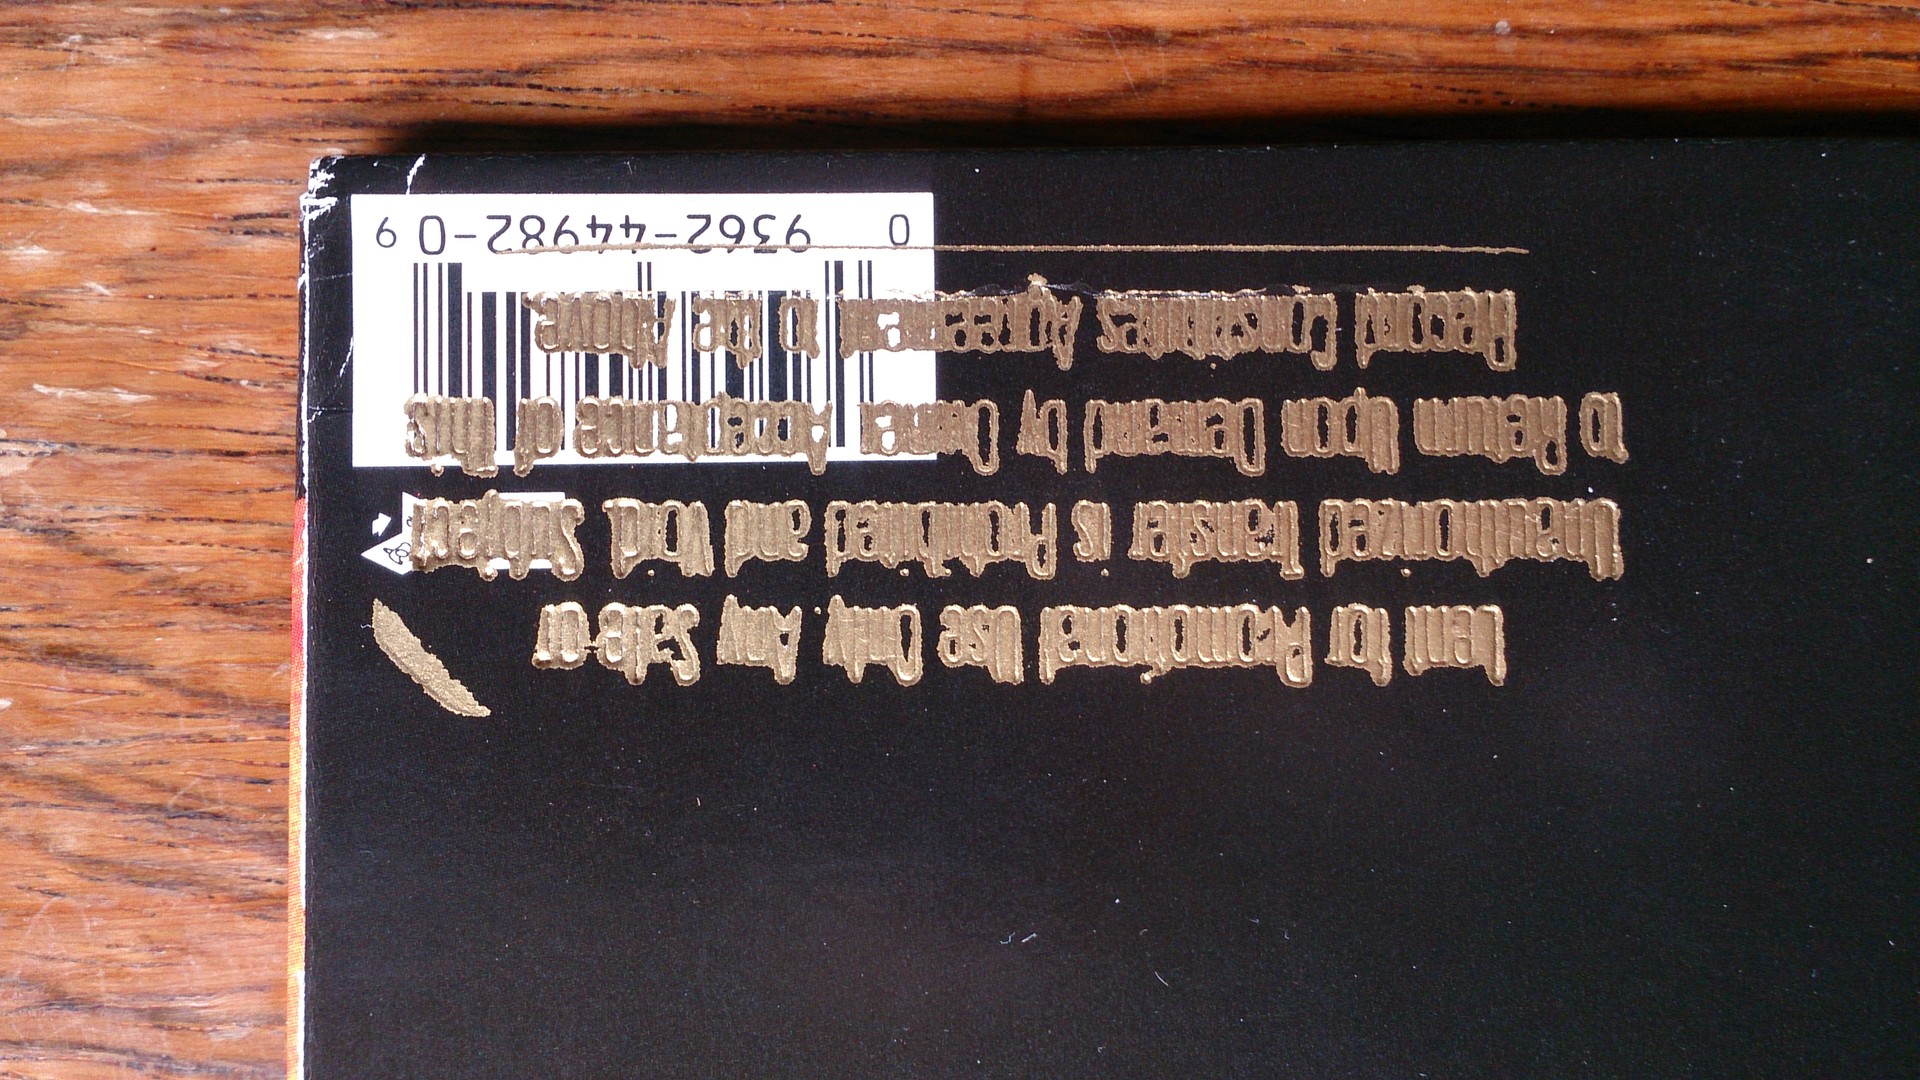 Lent for Promotional Use Only. Any Sale or
Unauthorized Transfer is Prohibited and Void Subject
to Return Upon Demand by Owner Acceptance of this
Record Constitutes Agreement to the Above
0 9362-44982-0 9